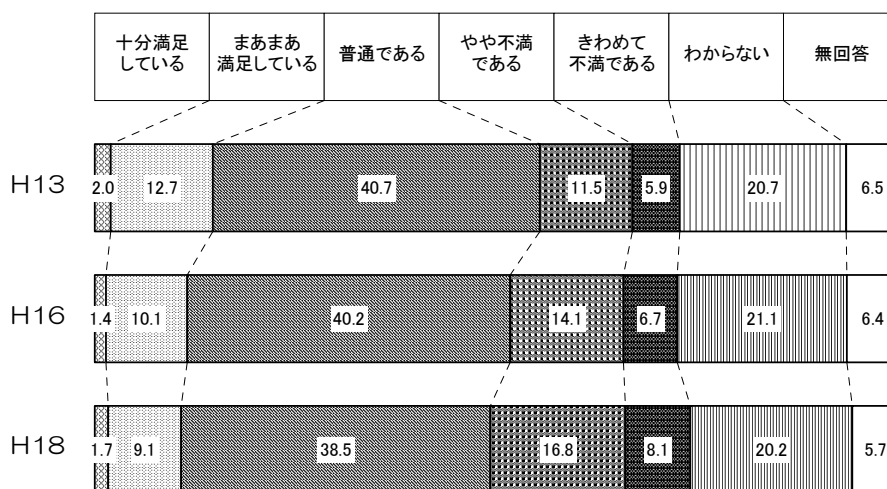 十分満足
している
まあまあ
満足している
普通である
やや不満
である
きわめて
不満である
わからない
無回答
H13
2.0
12.7
40.7
11.5
5.9
20.7
6.5
H16
1.4
10.1
40.2
14.1
6.7
21.1
6.4
H18
1.7
9.1
38.5
16.8
8.1
20.2
5.7